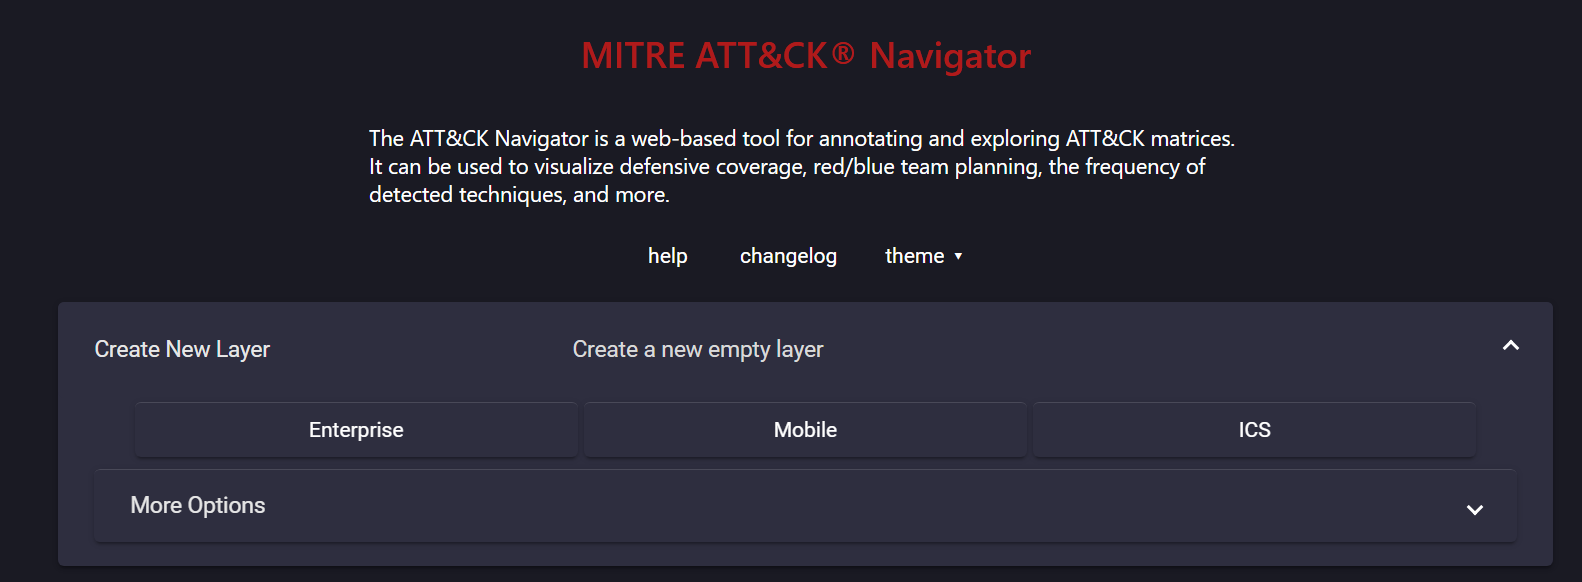 MITRE ATT&CK® Navigator
The ATT&CK Navigator is a web-based tool for annotating and exploring ATT&CK matrices.
It can be used to visualize defensive coverage, red/blue team planning, the frequency of
detected techniques, and more.
help changelog theme ▾
Create New Layer Create a new empty layer
Enterprise Mobile ICS
More Options